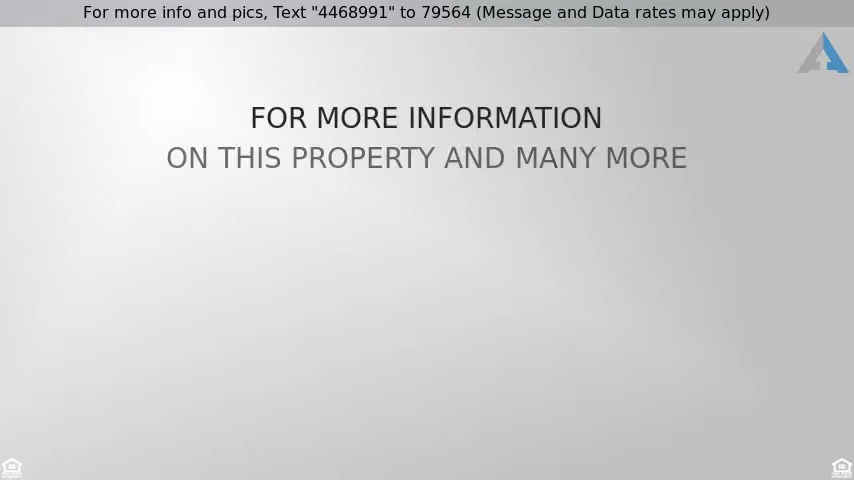 For more info and pics, Text "4468991" to 79564 (Message and Data rates may apply)
FOR MORE INFORMATION
ON THIS PROPERTY AND MANY MORE